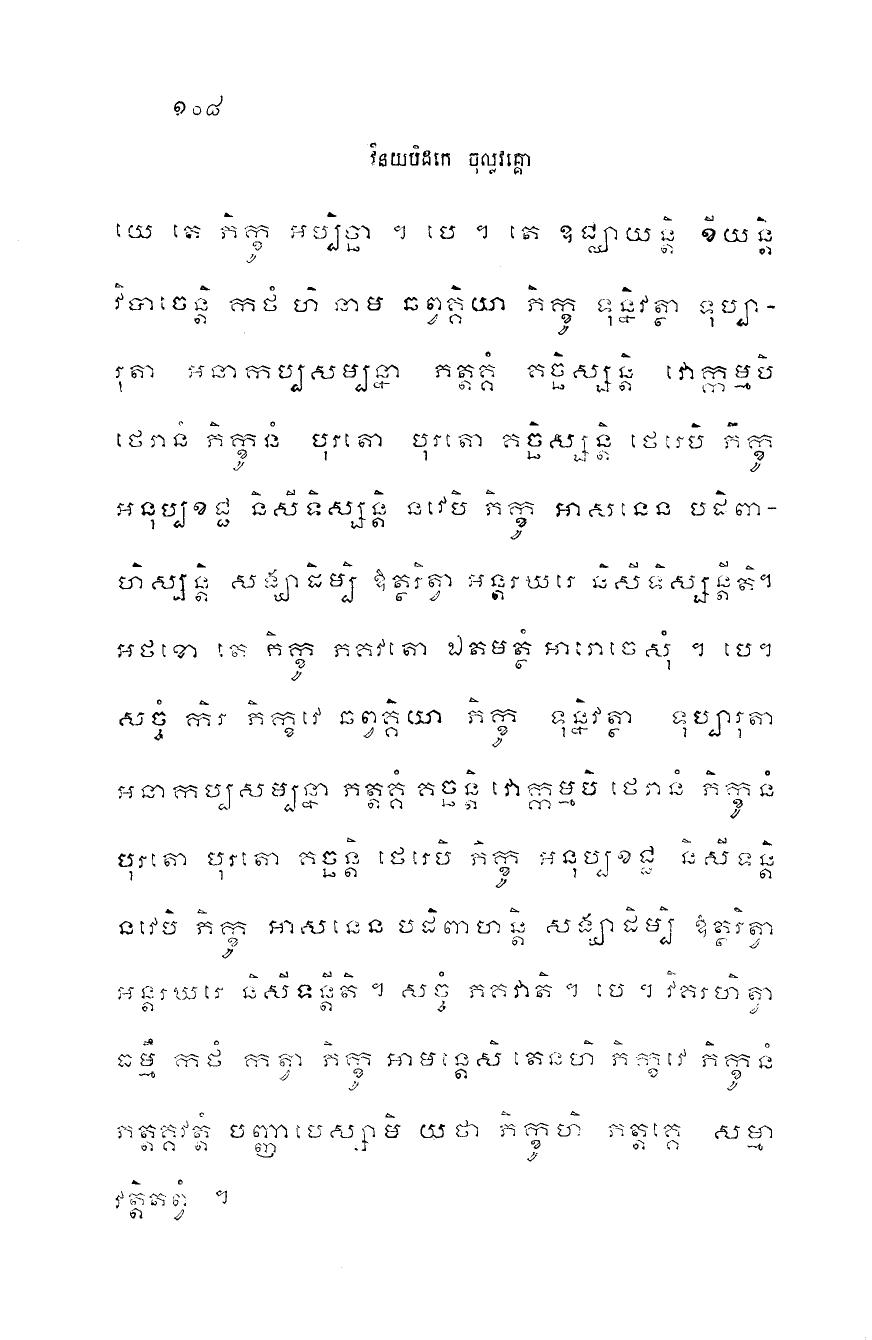 ១០៨
វិនយបិដកេ ចុល្លវគ្គោ
យេ តេ ភិក្ខូ អប្បិច្ឆា ។ បេ ។ តេ ឧជ្ឈាយន្តិ ខីយន្តិ
វិបាចេន្តិ កថំ ហិ នាម ឆព្វគ្គិយា ភិក្ខូ ទុន្និវត្ថា ទុប្បា-
រុតា អនាកប្បសម្បន្នា ភត្តគ្គំ គច្ឆិស្សន្តិ វោក្កម្មបិ
ថេរានំ ភិក្ខូនំ បុរតោ បុរតោ គច្ឆិស្សន្តិ ថេរេបិ ភិក្ខូ
អនុប្បខជ្ជ និសីទិស្សន្តិ នវេបិ ភិក្ខូ អាសនេន បដិពា-
ហិស្សន្តិ សង្ឃាដិម្បិ ឱត្ថរិត្វា អន្តរឃរេ និសីទិស្សន្តីតិ។
អថខោ តេ ភិក្ខូ ភគវតោ ឯតមត្ថំ អារោចេសុំ ។ បេ។
សច្ចំ កិរ ភិក្ខវេ ឆព្វគ្គិយា ភិក្ខូ ទុន្និវត្ថា ទុប្បារុតា
អនាកប្បសម្បន្នា ភត្តគ្គំ គច្ឆន្តិ វោក្កម្មបិ ថេរានំ ភិក្ខូនំ
បុរតោ បុរតោ គច្ឆន្តិ ថេរេបិ ភិក្ខូ អនុប្បខជ្ជ និសីទន្តិ
នវេបិ ភិក្ខូ អាសនេន បដិពាហន្តិ សង្ឃាដិម្បិ ឱត្ថរិត្វា
អន្តរឃរេ និសីទន្តីតិ ។ សច្ចំ ភគវាតិ ។ បេ ។ វិគរហិត្វា
ធម្មឹ កថំ កត្វា ភិក្ខូ អាមន្តេសិ តេនហិ ភិក្ខវេ ភិក្ខូនំ
ភត្តគ្គវត្តំ បញ្ញាបេស្សាមិ យថា ភិក្ខូហិ ភត្តគ្គេ សម្មា
វត្តិតព្វំ ។